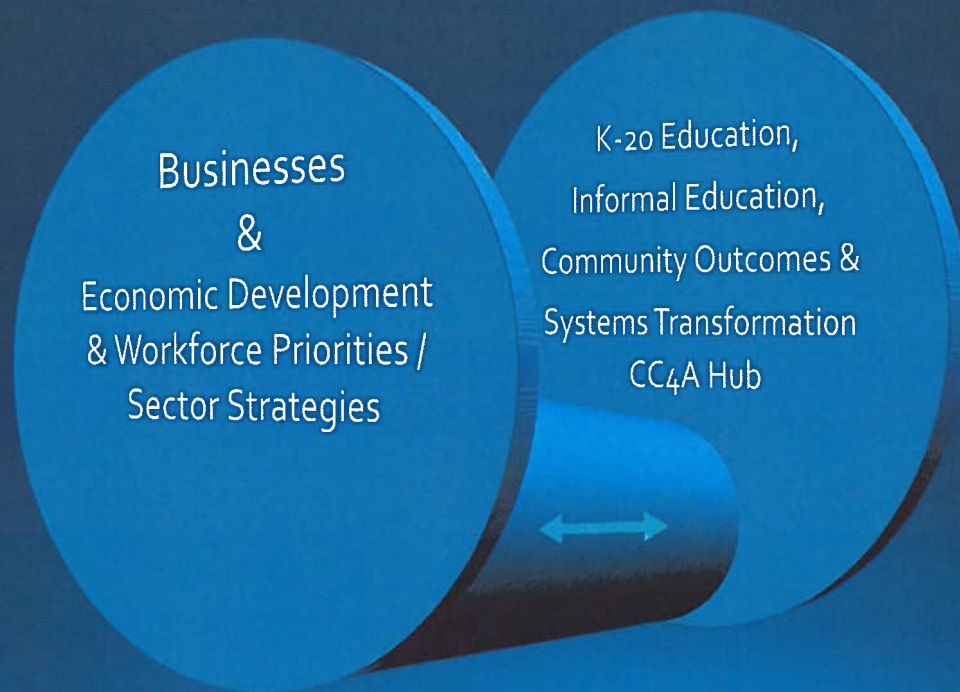 Businesses
&
Economic Development
& Workforce Priorities /
Sector Strategies
K-20 Education,
Informal Education,
Community Outcomes &
Systems Transformation
CC4A Hub